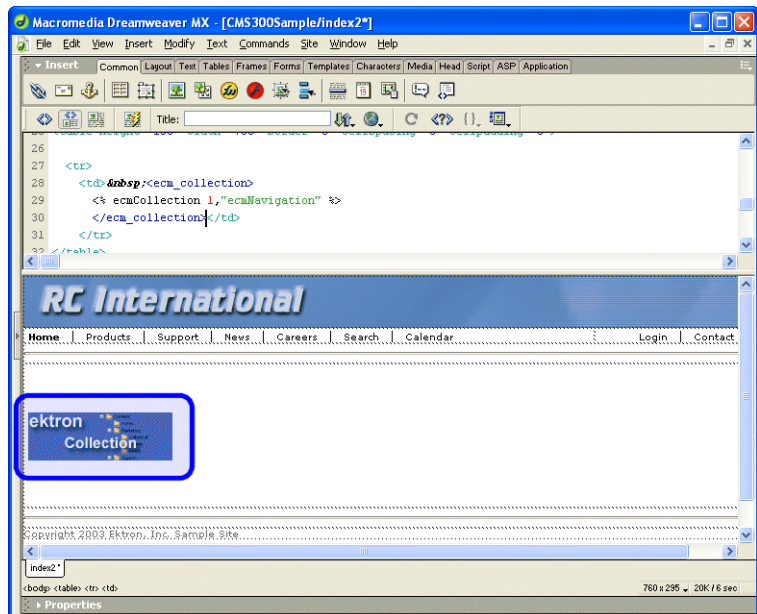 Macromedia Dreamweaver MX - [CMS300Sample/index2*]
File Edit View Insert Modify Text Commands Site Window Help
Insert Common Layout Text Tables Frames Forms Templates Characters Media Head Script ASP Application
Title:
26
27 <tr>
28 <td>&nbsp;<ecm_collection>
29 <% ecmCollection 1,"ecmNavigation" %>
30 </ecm_collection></td>
31 </tr>
32 </table>
RC International
Home | Products | Support | News | Careers | Search | Calendar Login | Contact
ektron
Collection
Copyright 2003 Ektron, Inc. Sample Site
index2*
<body> <table> <tr> <td> 760 x 295 20K / 6 sec
Properties